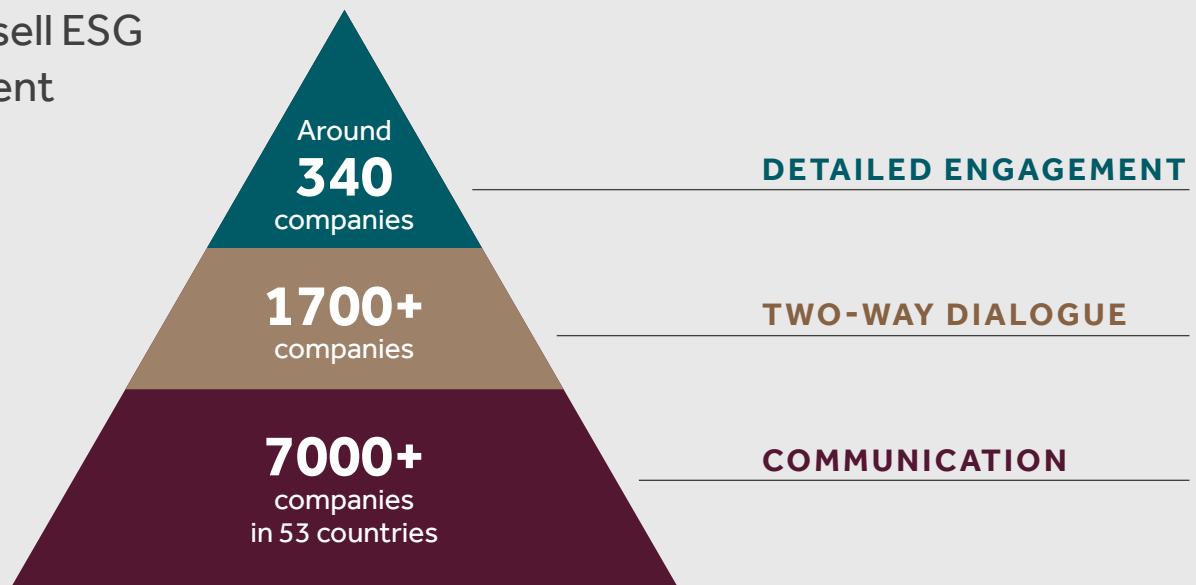 sell ESG
ent
Around
340
companies
DETAILED ENGAGEMENT
1700+
companies
TWO-WAY DIALOGUE
7000+
companies
in 53 countries
COMMUNICATION